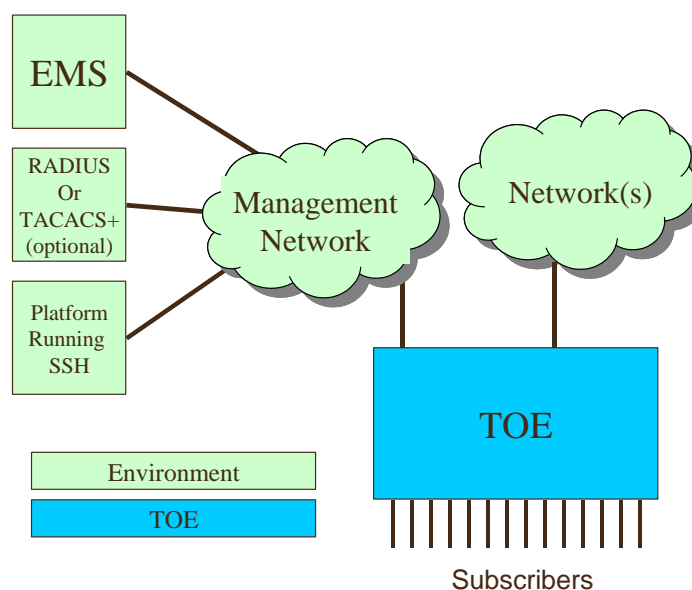 EMS
RADIUS
Or
TACACS+
(optional)
Platform
Running
SSH
Management
Network
Network(s)
TOE
Environment
TOE
Subscribers